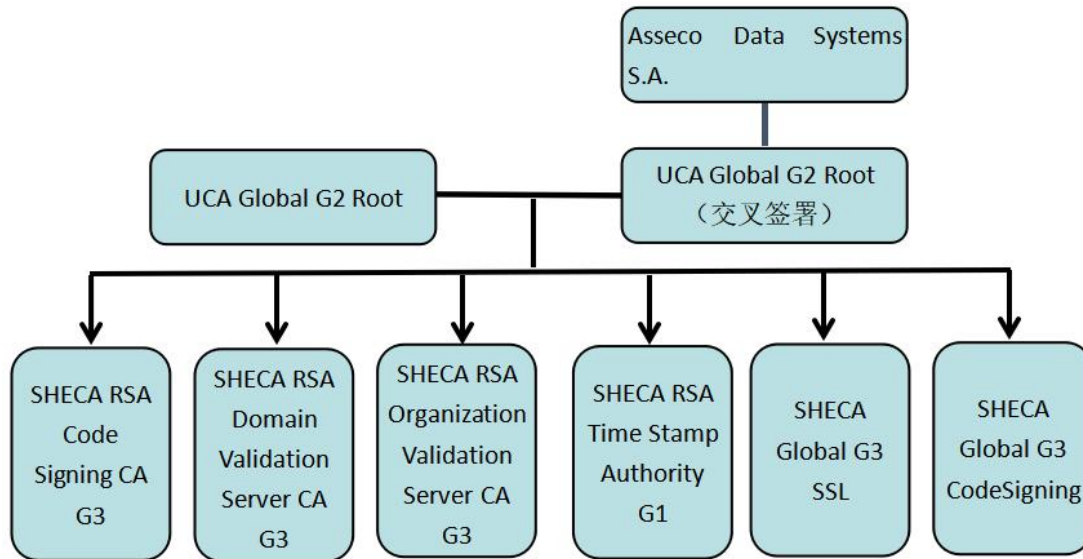 Asseco Data Systems
S.A.
UCA Global G2 Root
UCA Global G2 Root
（交叉签署）
SHECA RSA
Code
Signing CA
G3
SHECA RSA
Domain
Validation
Server CA
G3
SHECA RSA
Organization
Validation
Server CA
G3
SHECA RSA
Time Stamp
Authority
G1
SHECA
Global G3
SSL
SHECA
Global G3
CodeSigning